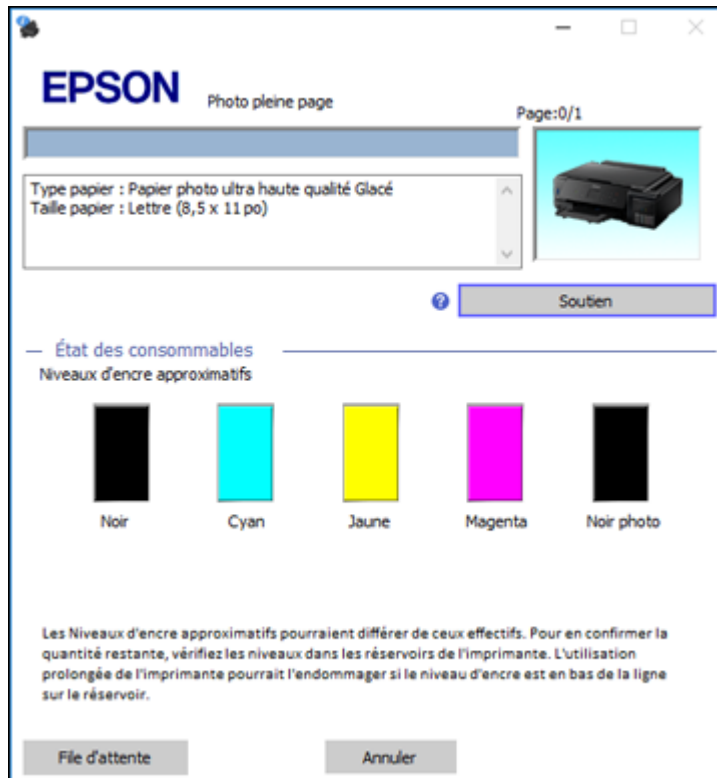 EPSON
Photo pleine page
Page:0/1
Type papier : Papier photo ultra haute qualité Glacé
Taille papier : Lettre (8,5 x 11 po)
Soutien
État des consommables
Niveaux d'encre approximatifs
Noir Cyan Jaune Magenta Noir photo
Les Niveaux d'encre approximatifs pourraient différer de ceux effectifs. Pour en confirmer la
quantité restante, vérifiez les niveaux dans les réservoirs de l'imprimante. L'utilisation
prolongée de l'imprimante pourrait l'endommager si le niveau d'encre est en bas de la ligne
sur le réservoir.
File d'attente Annuler